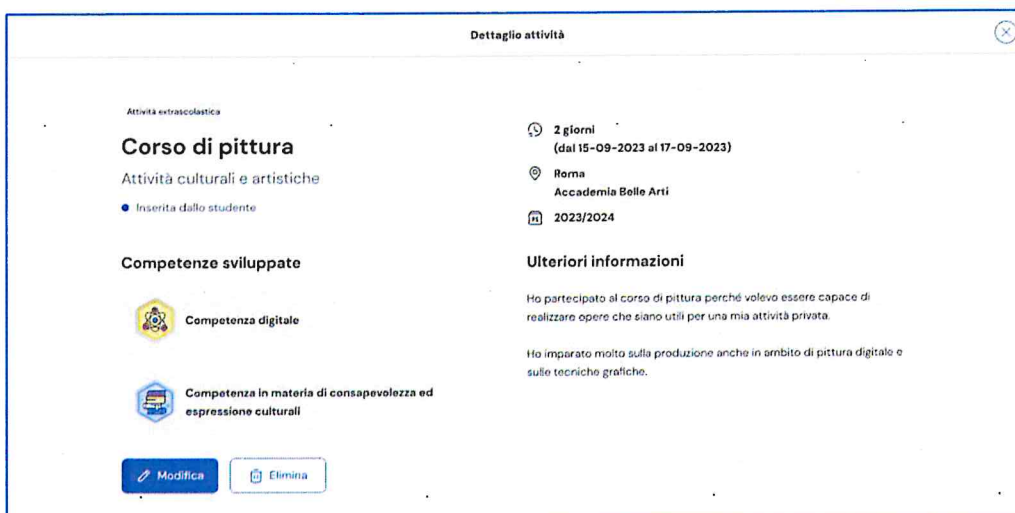 Dettaglio attività
Attività extrascolastica
Corso di pittura
Attività culturali e artistiche
Inserita dallo studente
2 giorni
(dal 15-09-2023 al 17-09-2023)
Roma
Accademia Belle Arti
2023/2024
Competenze sviluppate
Competenza digitale
Competenza in materia di consapevolezza ed
espressione culturali
Ulteriori informazioni
Ho partecipato al corso di pittura perché volevo essere capace di
realizzare opere che siano utili per una mia attività privata.
Ho imparato molto sulla produzione anche in ambito di pittura digitale e
sulle tecniche grafiche.
Modifica
Elimina